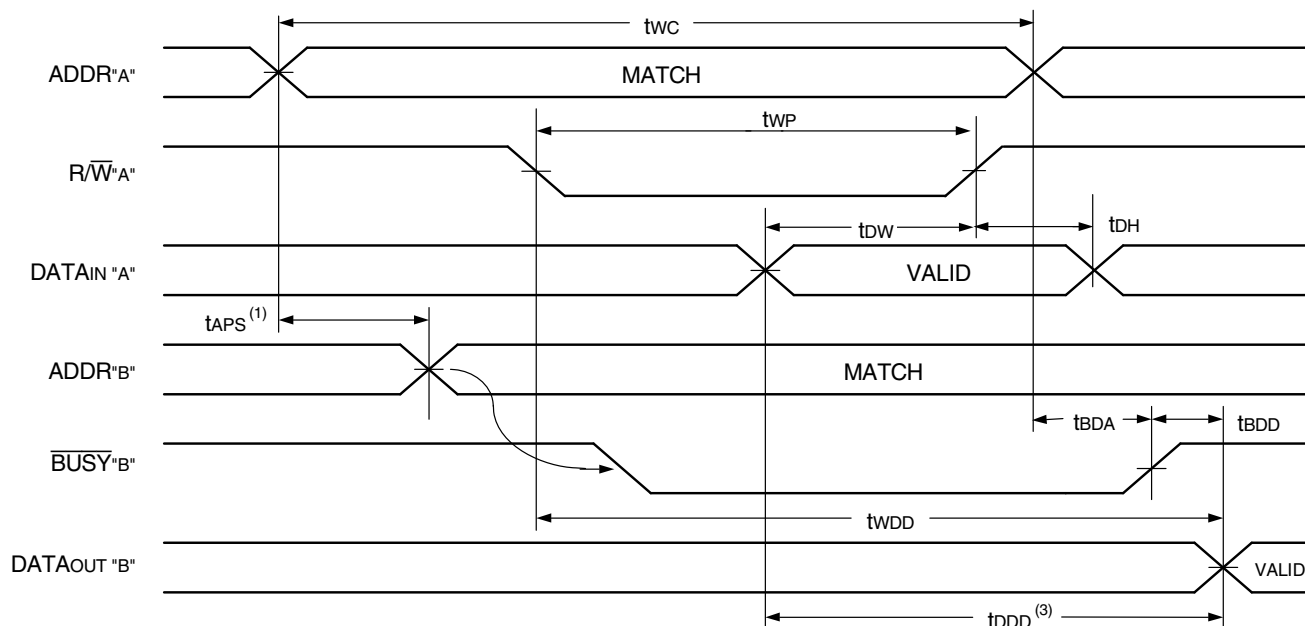 tWC
ADDR"A"
MATCH
tWP
R/W"A"
tDW
tDH
DATAIN "A"
VALID
tAPS(1)
ADDR"B"
MATCH
tBDA
tBDD
BUSY"B"
tWDD
DATAOUT "B"
VALID
tDDD(3)